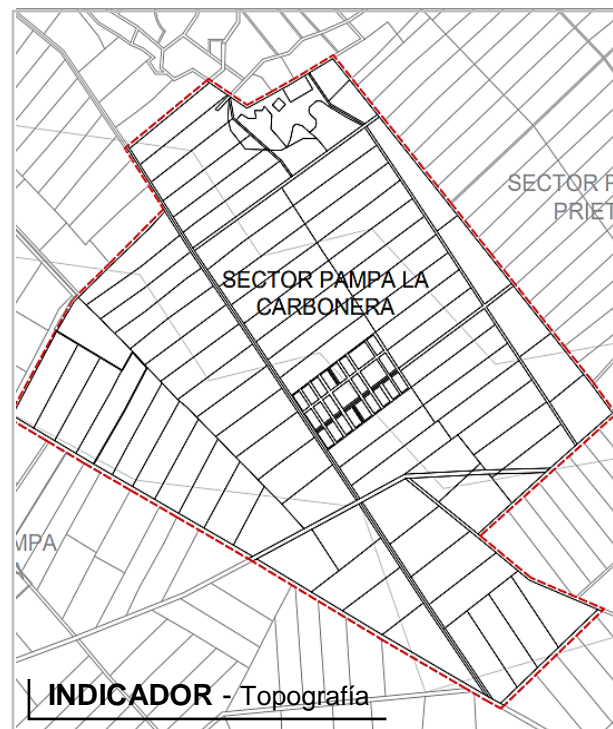 SECTOR P
PRIET
SECTOR PAMPA LA
CARBONERA
MPA
INDICADOR - Topografía